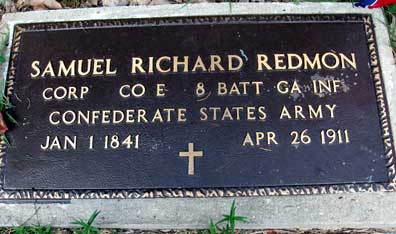 SAMUEL RICHARD REDMON
CORP CO E 8 BATT GA INF
CONFEDERATE STATES ARMY
JAN 1 1841 APR 26 1911